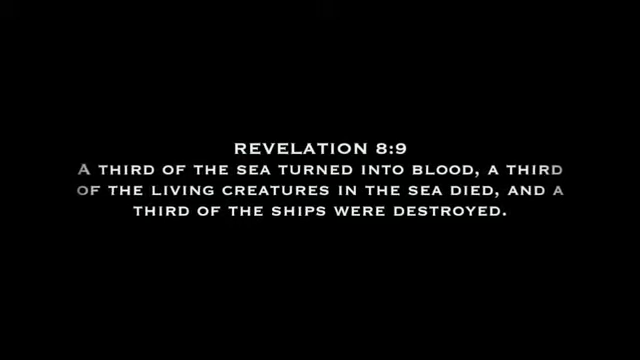 REVELATION 8:9
A THIRD OF THE SEA TURNED INTO BLOOD, A THIRD
OF THE LIVING CREATURES IN THE SEA DIED, AND A
THIRD OF THE SHIPS WERE DESTROYED.